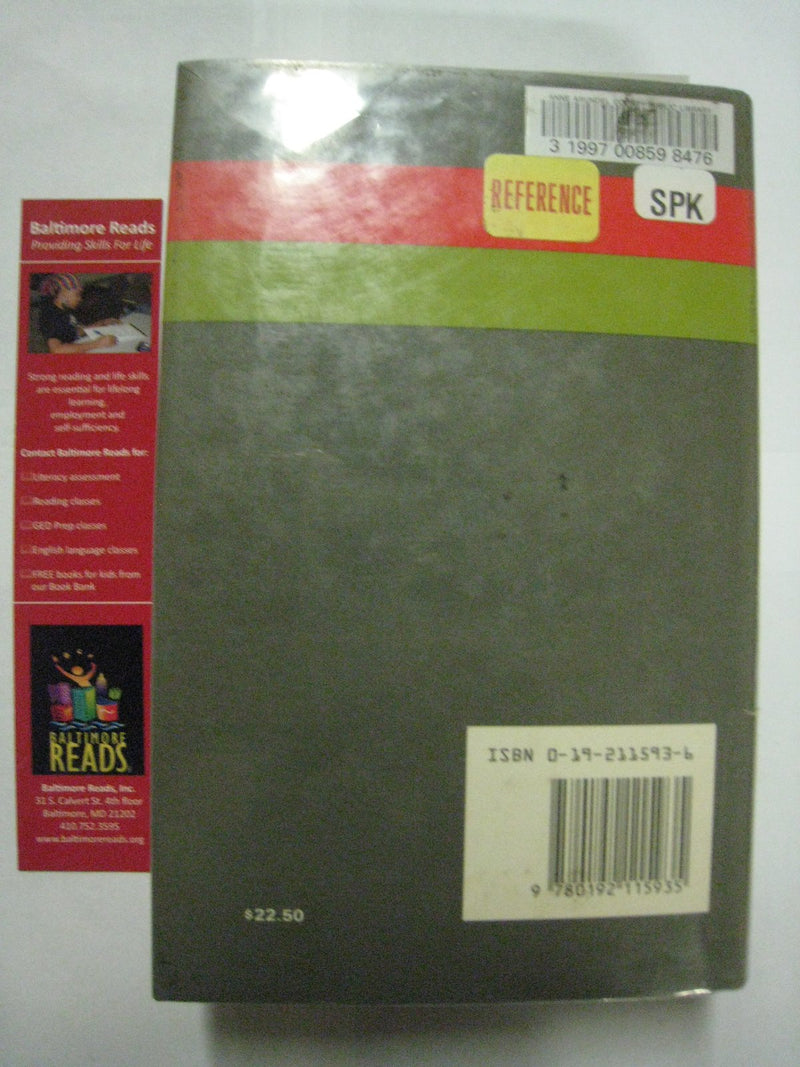 Baltimore Reads
Providing Skills For Life
Strong reading and life skills
are essential for lifelong
learning,
employment and
self-sufficiency.
Contact Baltimore Reads for:
Literacy assessment
Reading classes
GED Prep classes
English language classes
FREE books for kids from
our Book Bank
BALTIMORE
READS
Baltimore Reads, Inc.
31 S. Calvert St. 4th floor
Baltimore, MD 21202
410.752.3595
www.baltimorereads.org
ANNE ARUNDEL PUBLIC LIBRARY
3 1997 00859 8476
REFERENCE
SPK
ISBN 0-19-211593-6
9 780192 115935
$22.50